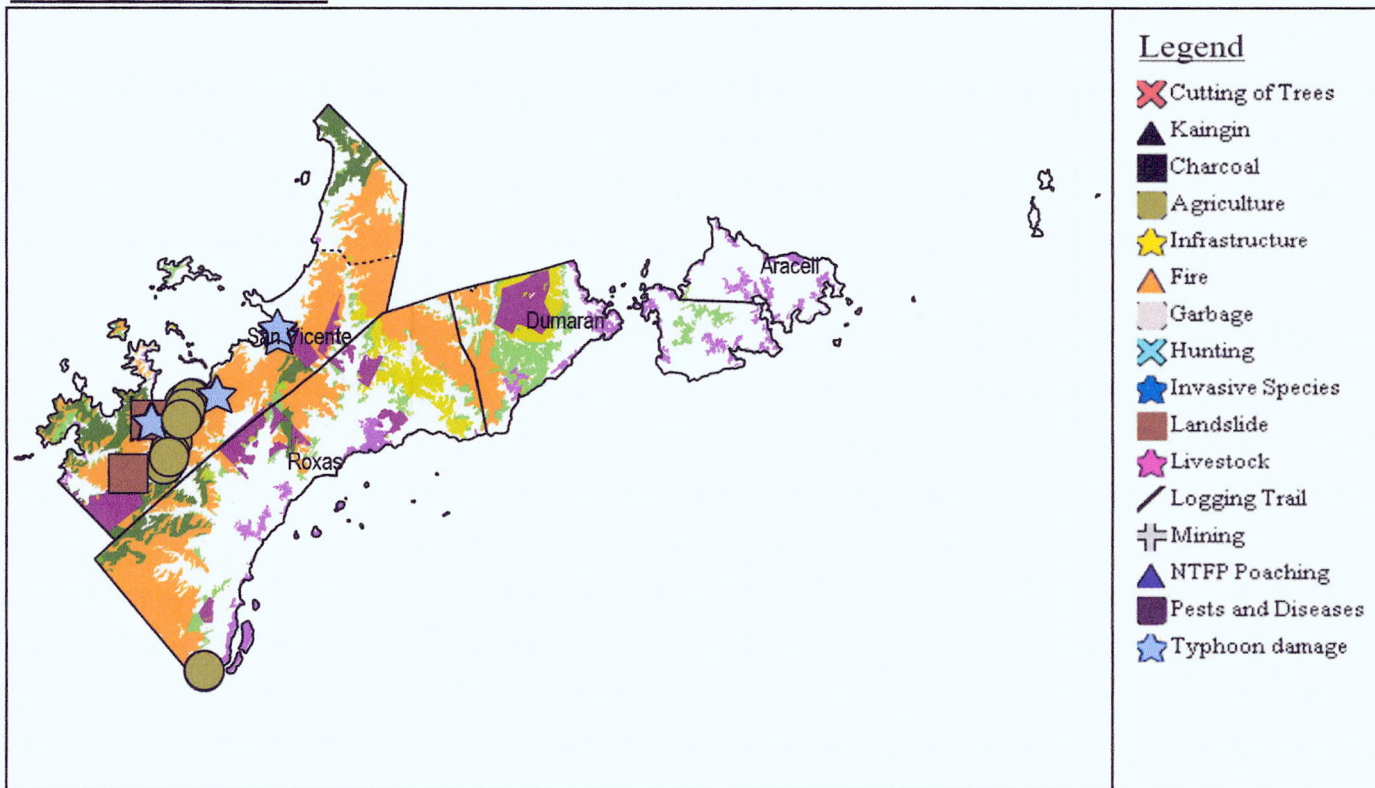 Legend
Cutting of Trees
Kaingin
Charcoal
Agriculture
Infrastructure
Fire
Garbage
Hunting
Invasive Species
Landslide
Livestock
Logging Trail
Mining
NTFP Poaching
Pests and Diseases
Typhoon damage
Araceli
Dumaran
San Vicente
Roxas